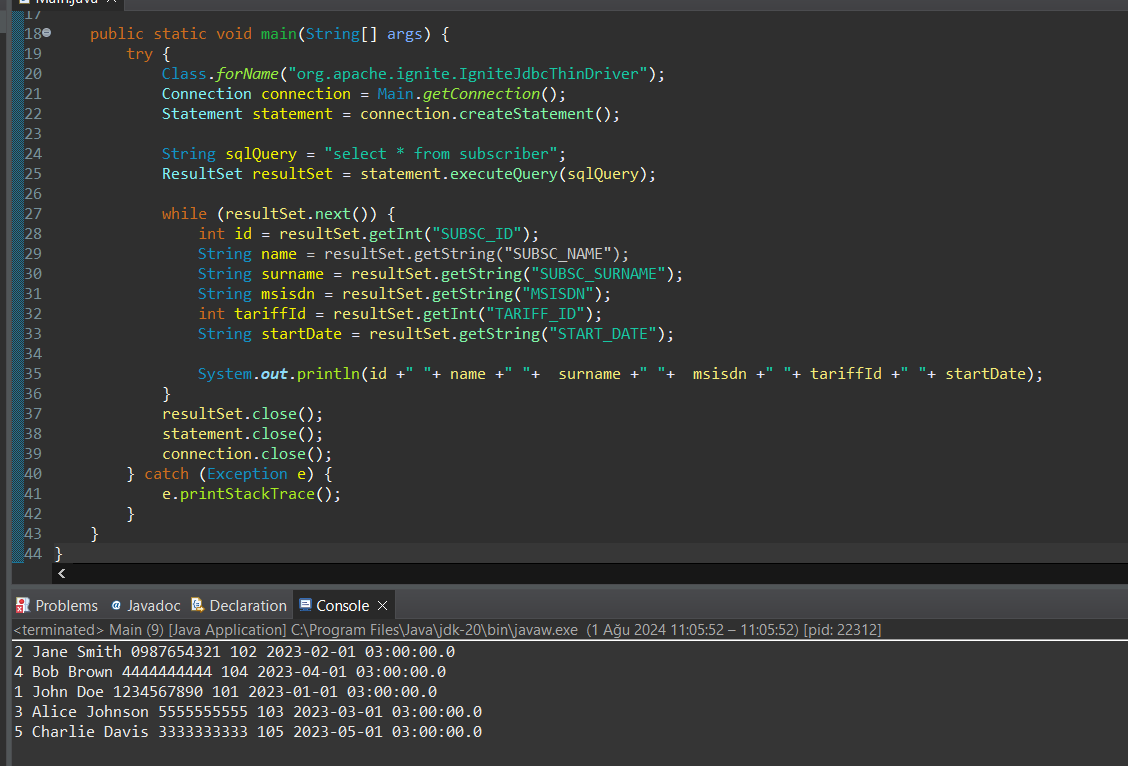 Main.java
17
18 public static void main(String[] args) {
19 try {
20 Class.forName("org.apache.ignite.IgniteJdbcThinDriver");
21 Connection connection = Main.getConnection();
22 Statement statement = connection.createStatement();
23
24 String sqlQuery = "select * from subscriber";
25 ResultSet resultSet = statement.executeQuery(sqlQuery);
26
27 while (resultSet.next()) {
28 int id = resultSet.getInt("SUBSC_ID");
29 String name = resultSet.getString("SUBSC_NAME");
30 String surname = resultSet.getString("SUBSC_SURNAME");
31 String msisdn = resultSet.getString("MSISDN");
32 int tariffId = resultSet.getInt("TARIFF_ID");
33 String startDate = resultSet.getString("START_DATE");
34
35 System.out.println(id +" "+ name +" "+  surname +" "+  msisdn +" "+ tariffId +" "+ startDate);
36 }
37 resultSet.close();
38 statement.close();
39 connection.close();
40 } catch (Exception e) {
41 e.printStackTrace();
42 }
43 }
44 }
Problems @ Javadoc Declaration Console
<terminated> Main (9) [Java Application] C:\Program Files\Java\jdk-20\bin\javaw.exe (1 Ağu 2024 11:05:52 – 11:05:52) [pid: 22312]
2 Jane Smith 0987654321 102 2023-02-01 03:00:00.0
4 Bob Brown 4444444444 104 2023-04-01 03:00:00.0
1 John Doe 1234567890 101 2023-01-01 03:00:00.0
3 Alice Johnson 5555555555 103 2023-03-01 03:00:00.0
5 Charlie Davis 3333333333 105 2023-05-01 03:00:00.0